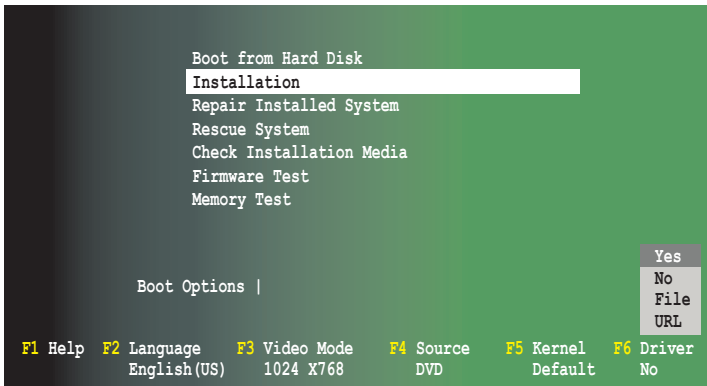 Boot from Hard Disk
Installation
Repair Installed System
Rescue System
Check Installation Media
Firmware Test
Memory Test
Yes
No
File
URL
Boot Options |
F1 Help F2 Language F3 Video Mode F4 Source F5 Kernel F6 Driver
English(US) 1024 X768 DVD Default No